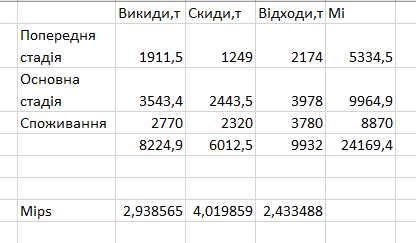 Викиди,т Скиди,т Відходи,т Мі
Попередня
стадія 1911,5 1249 2174 5334,5
Основна
стадія 3543,4 2443,5 3978 9964,9
Споживання 2770 2320 3780 8870
8224,9 6012,5 9932 24169,4
Mips 2,938565 4,019859 2,433488